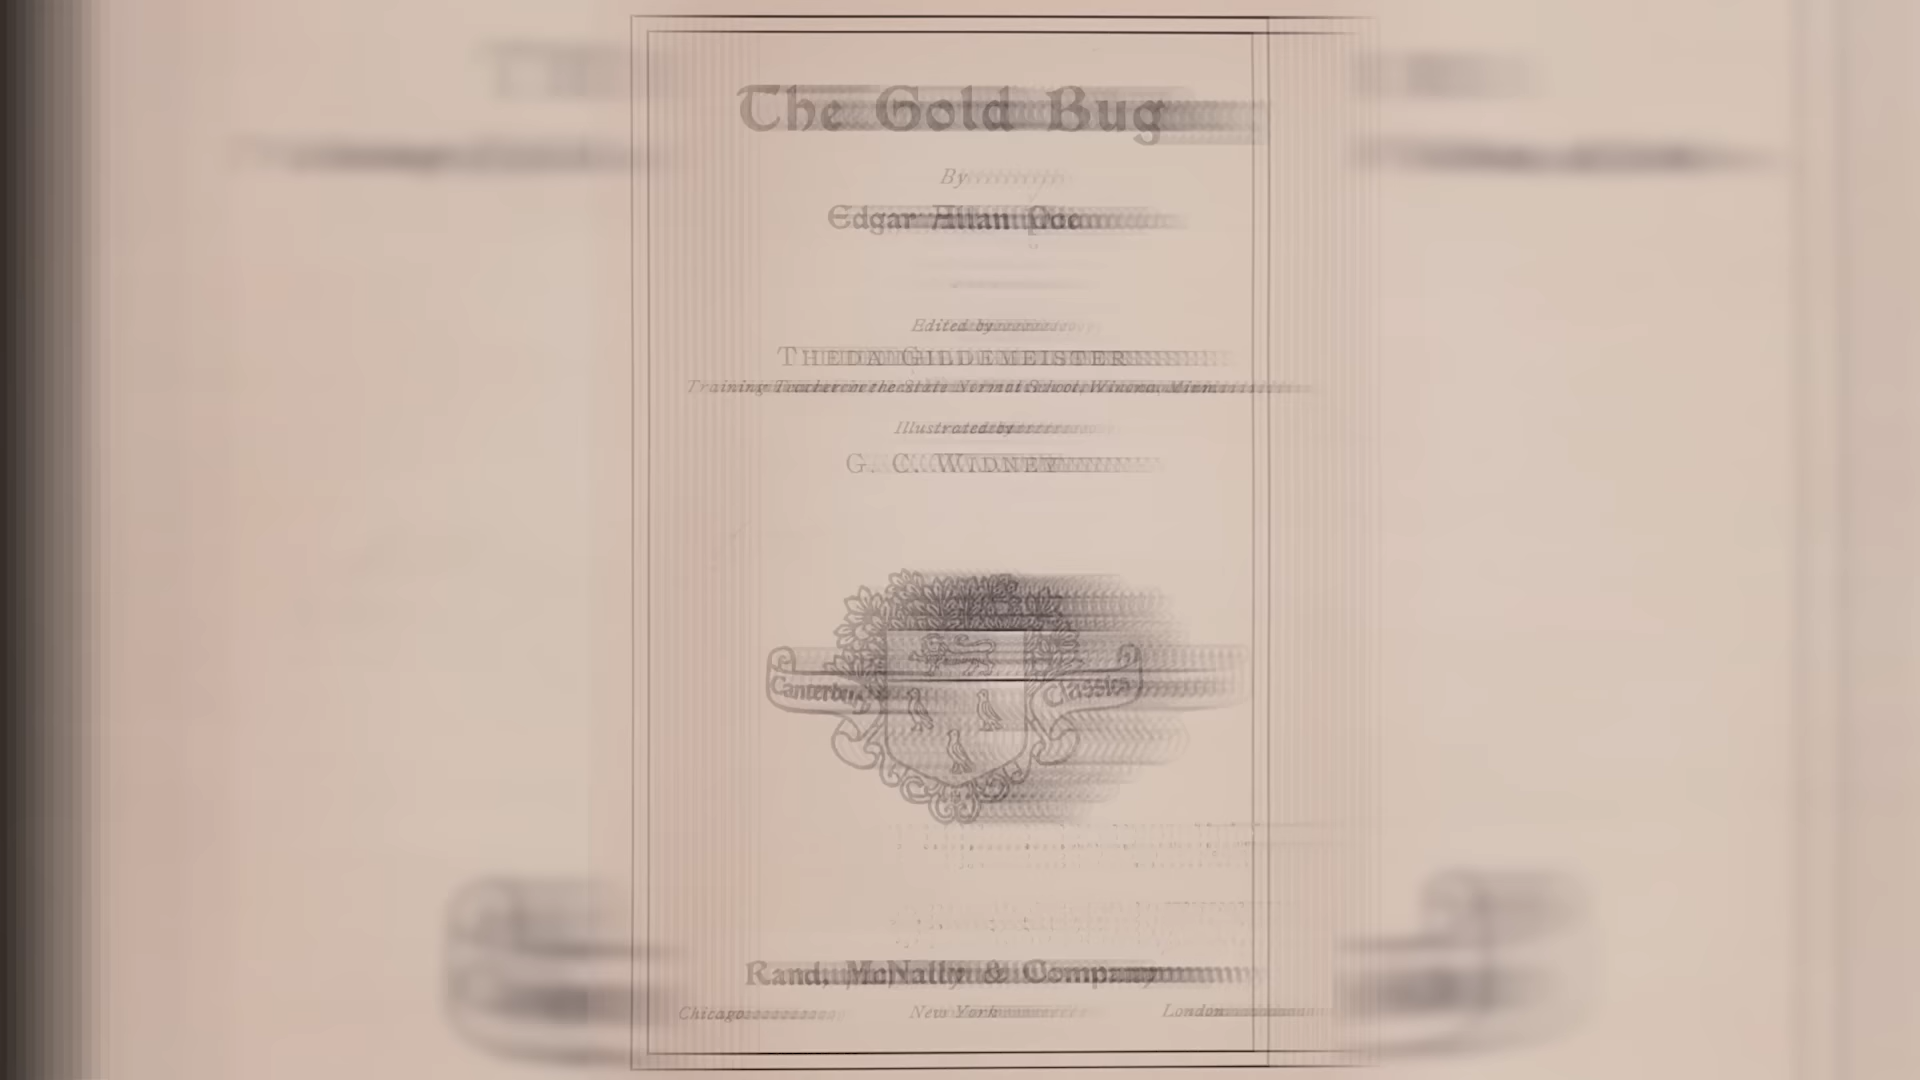 The Gold Bug
By
Edgar Allan Poe
Edited by
THEDA GILDEMEISTER
Training Teacher in the State Normal School, Winona, Minn.
Illustrated by
G. C. WIDNEY
Canterbury Classics
Rand, McNally & Company
Chicago New York London